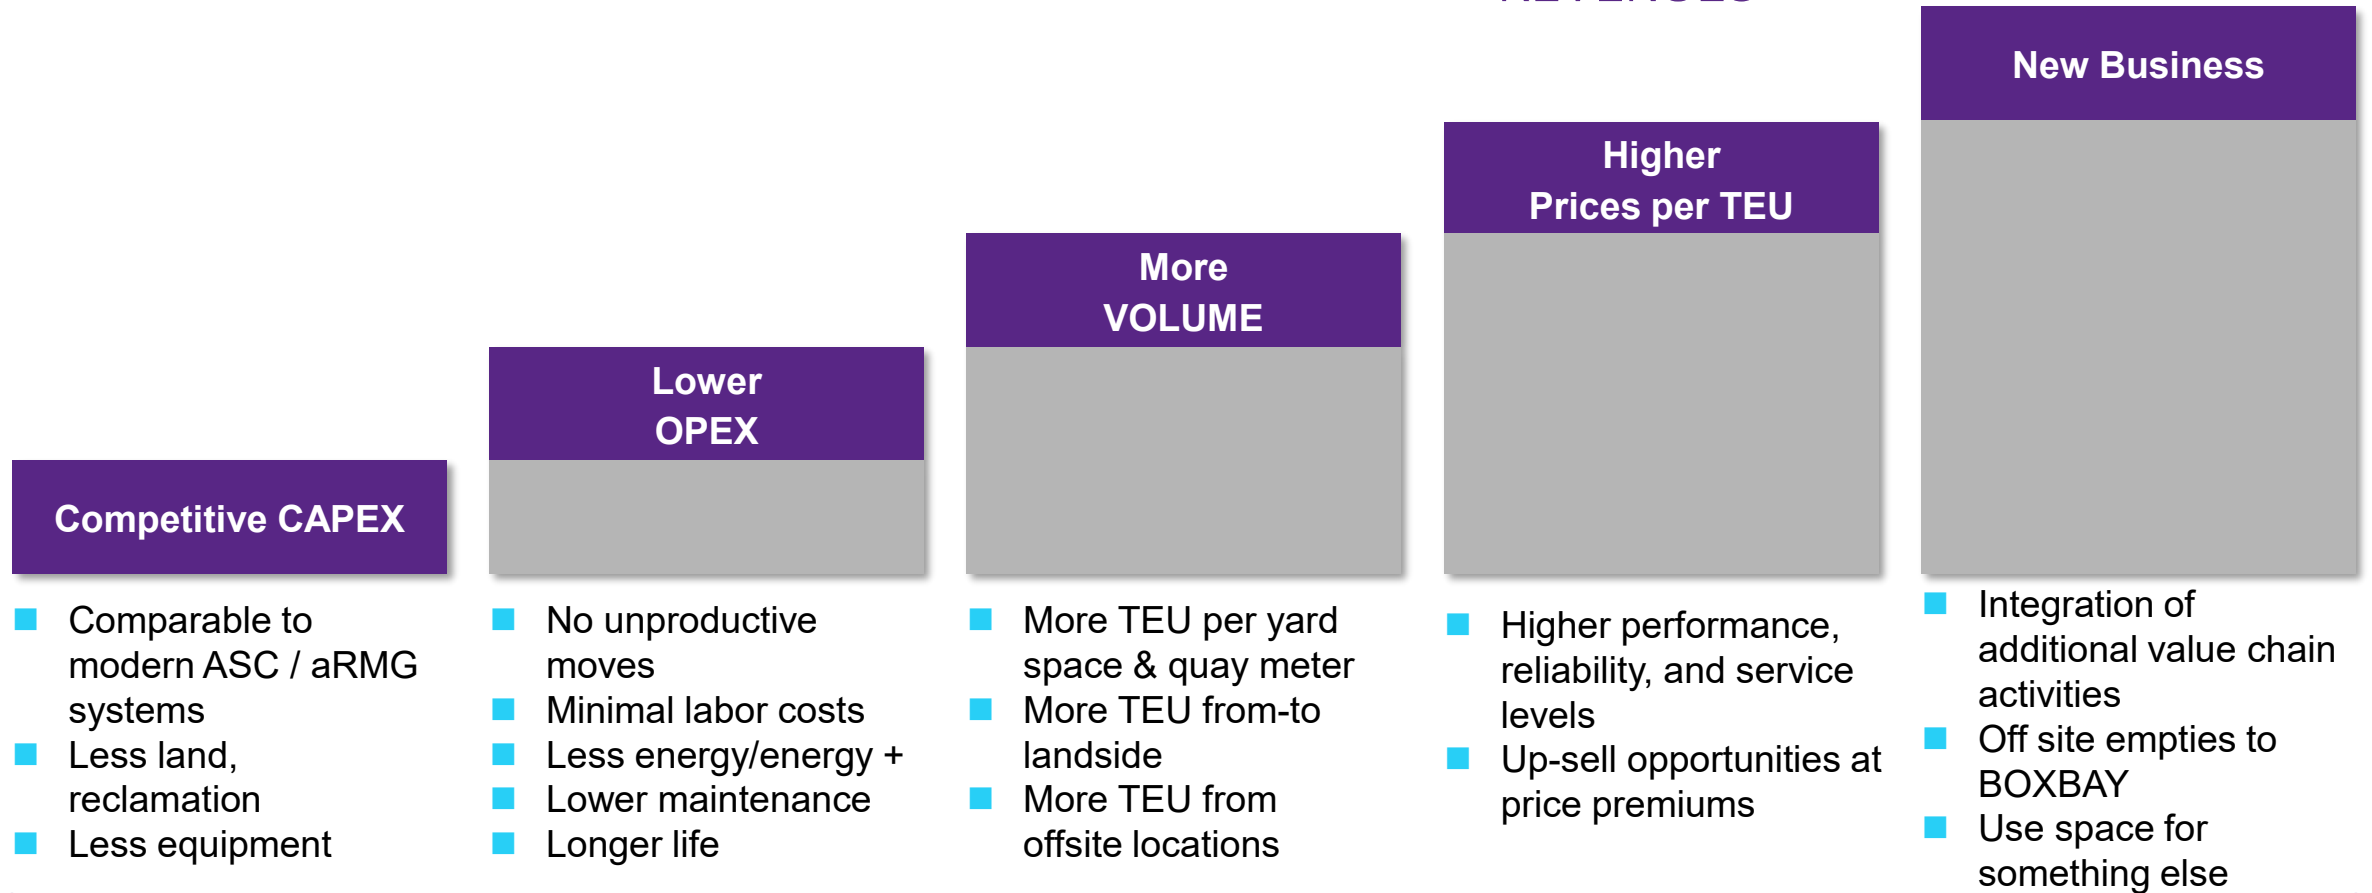 New Business
Higher
Prices per TEU
More
VOLUME
Lower
OPEX
Competitive CAPEX
Comparable to
modern ASC / aRMG
systems
Less land,
reclamation
Less equipment
No unproductive
moves
Minimal labor costs
Less energy/energy +
Lower maintenance
Longer life
More TEU per yard
space & quay meter
More TEU from-to
landside
More TEU from
offsite locations
Higher performance,
reliability, and service
levels
Up-sell opportunities at
price premiums
Integration of
additional value chain
activities
Off site empties to
BOXBAY
Use space for
something else